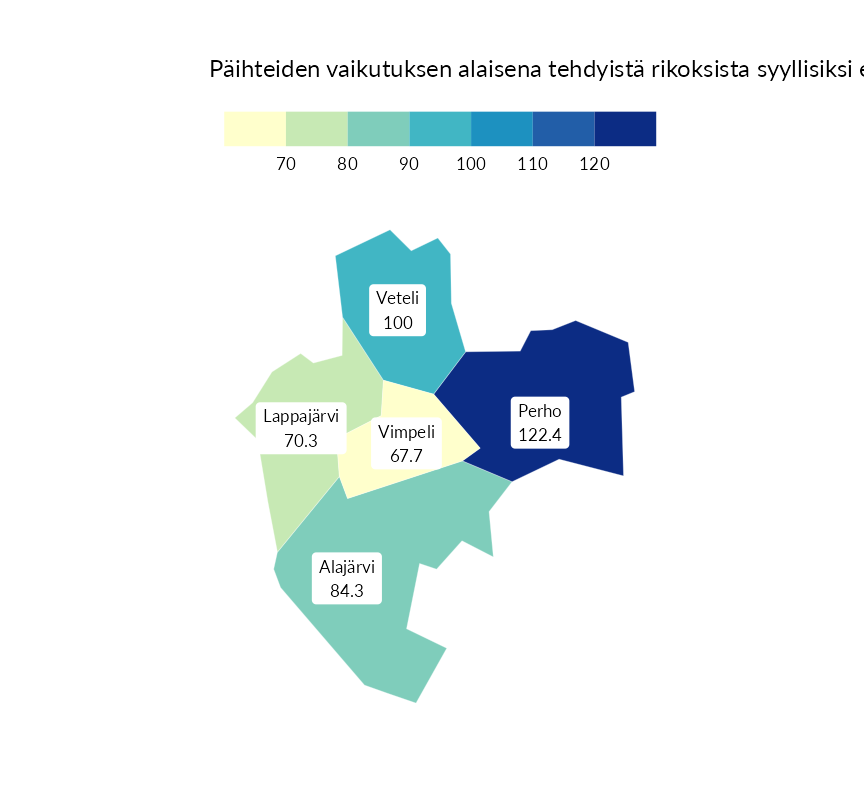 Päihteiden vaikutuksen alaisena tehdyistä rikoksista syyllisiksi
70 80 90 100 110 120
Veteli
100
Perho
122.4
Lappajärvi
70.3
Vimpeli
67.7
Alajärvi
84.3